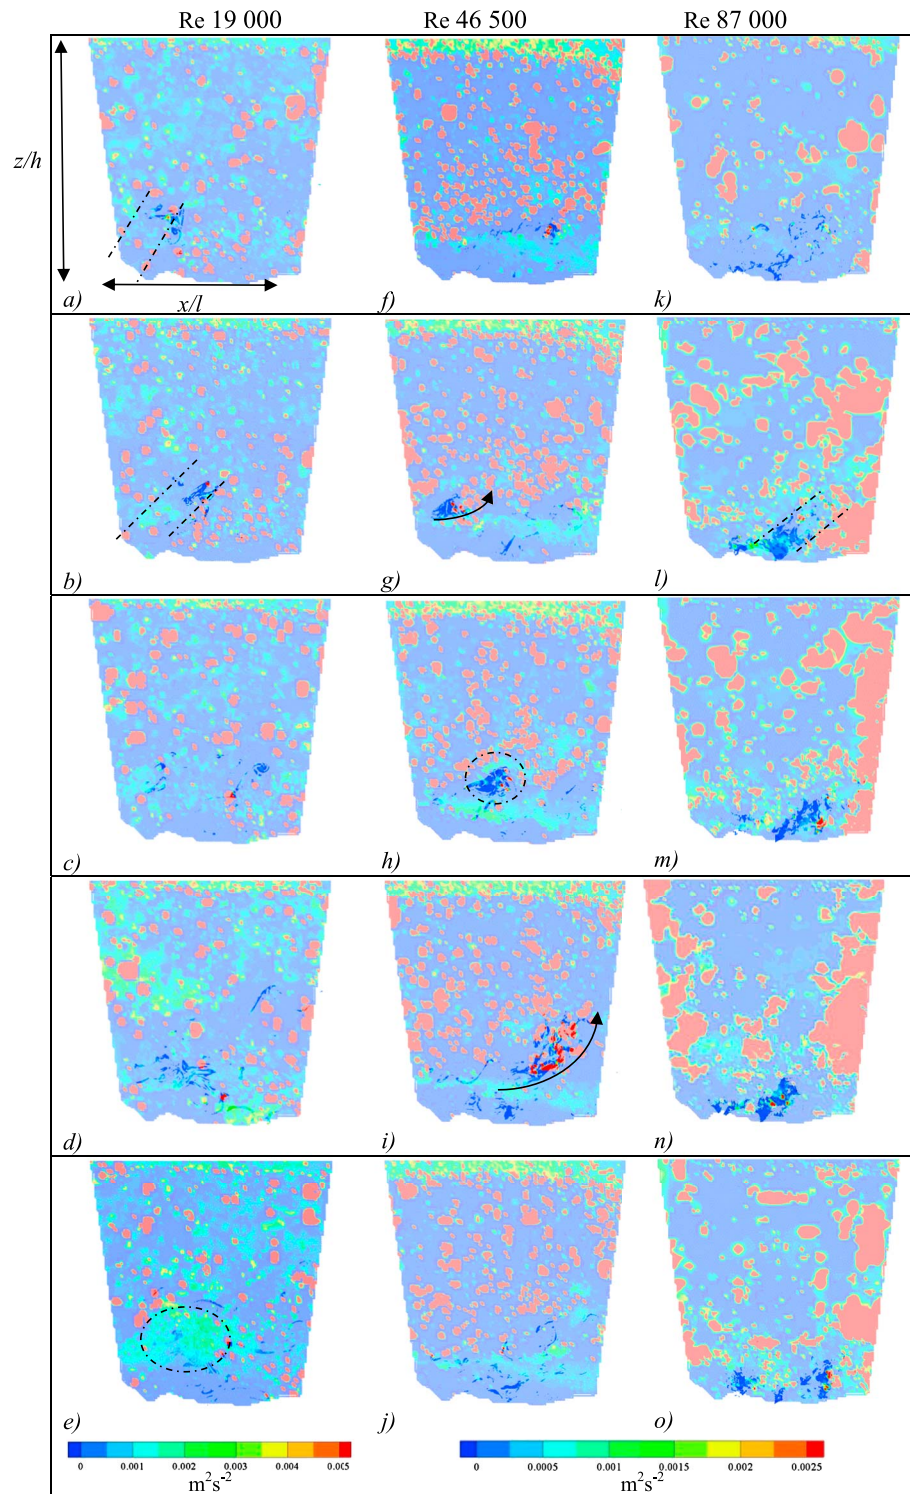 Re 19 000 Re 46 500 Re 87 000
z/h
x/l
a) f) k)
b) g) l)
c) h) m)
d) i) n)
e) j) o)
0 0.001 0.002 0.003 0.004 0.005 0 0.0005 0.001 0.0015 0.002 0.0025
m²s⁻² m²s⁻²